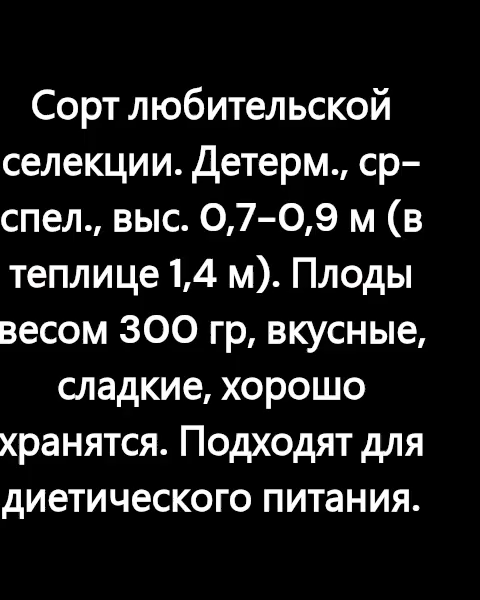 Сорт любительской
селекции. Детерм., ср-
спел., выс. 0,7-0,9 м (в
теплице 1,4 м). Плоды
весом 300 гр, вкусные,
сладкие, хорошо
хранятся. Подходят для
диетического питания.